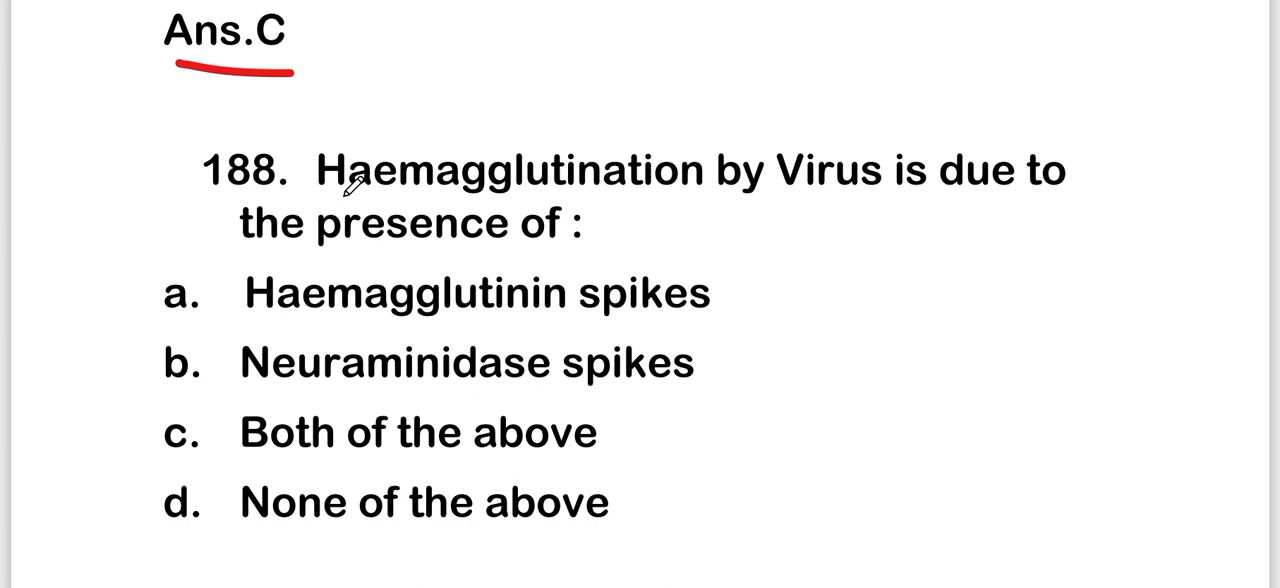 Ans.C
188. Haemagglutination by Virus is due to
the presence of :
a. Haemagglutinin spikes
b. Neuraminidase spikes
c. Both of the above
d. None of the above